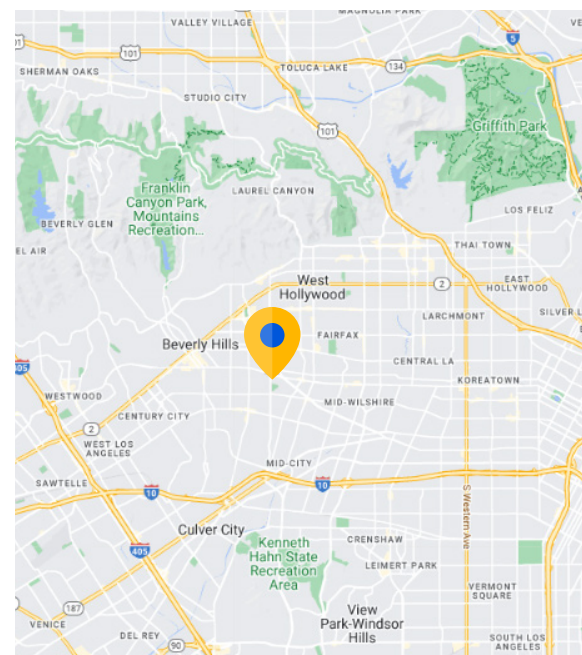 MAGNOLIA PARK
VALLEY VILLAGE
101
5
101
SHERMAN OAKS
TOLUCA LAKE
134
STUDIO CITY
101
Griffith Park
Franklin
Canyon Park,
Mountains
Recreation...
LAUREL CANYON
BEVERLY GLEN
LOS FELIZ
EL AIR
THAI TOWN
West
Hollywood
2
EAST
HOLLYWOOD
LARCHMONT
SILVER L
FAIRFAX
Beverly Hills
CENTRAL LA
405
KOREATOWN
WESTWOOD
MID-WILSHIRE
CENTURY CITY
2
WEST LOS
ANGELES
MID-CITY
SAWTELLE
10
10
S Western Ave
Culver City
405
Kenneth
Hahn State
Recreation
Area
CRENSHAW
LEIMERT PARK
VERMONT
SQUARE
187
View
Park-Windsor
Hills
VENICE
DEL REY
90
SOUTH LOS
ANGELES